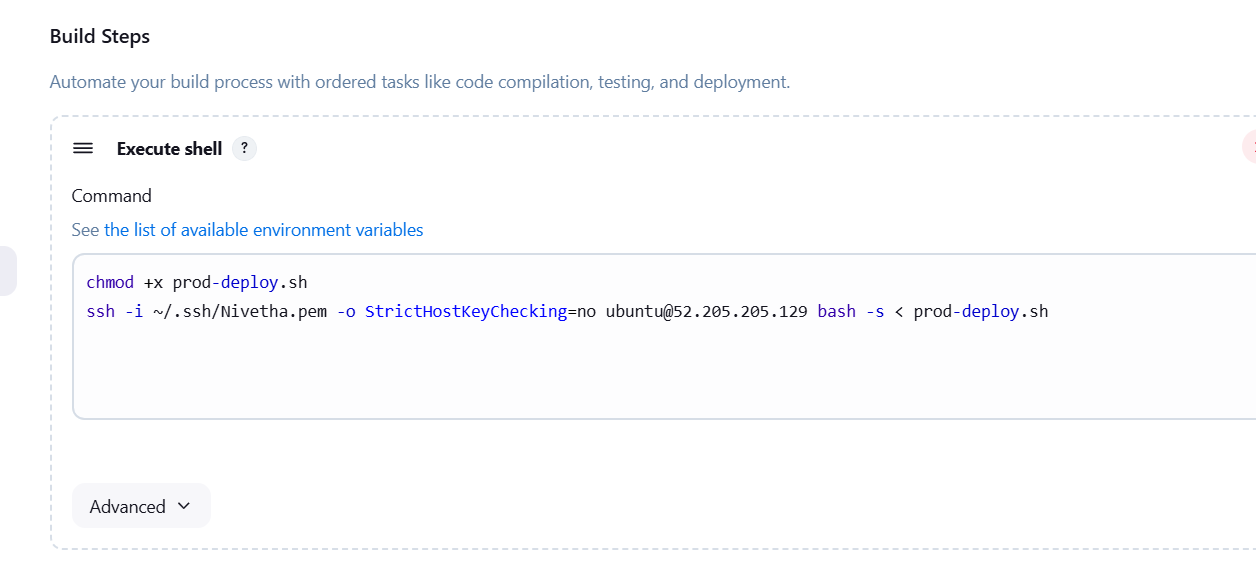 Build Steps
Automate your build process with ordered tasks like code compilation, testing, and deployment.
Execute shell ?
Command
See the list of available environment variables
chmod +x prod-deploy.sh
ssh -i ~/.ssh/Nivetha.pem -o StrictHostKeyChecking=no ubuntu@52.205.205.129 bash -s < prod-deploy.sh
Advanced